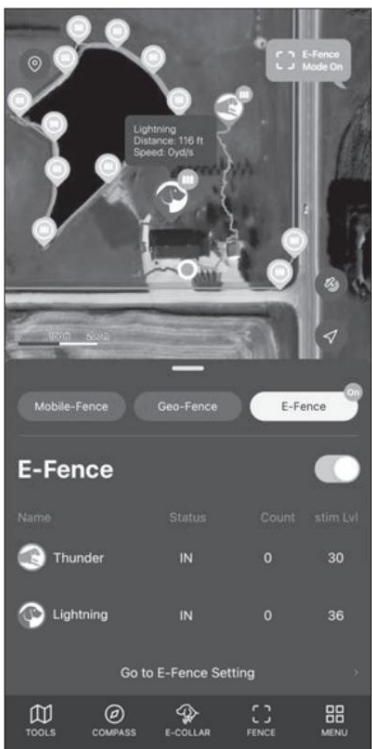 E-Fence
Mode On
Lightning
Distance: 116 ft
Speed: 0yd/s
Mobile-Fence
Geo-Fence
E-Fence
On
E-Fence
Name Status Count stim Lvl
Thunder IN 0 30
Lightning IN 0 36
Go to E-Fence Setting
TOOLS COMPASS E-COLLAR FENCE MENU